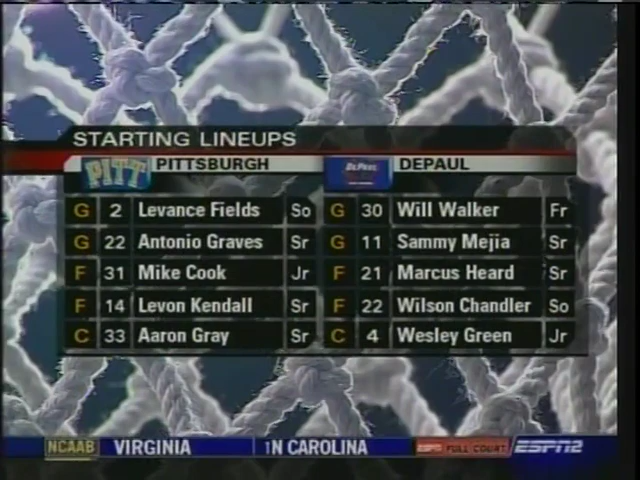 STARTING LINEUPS
PITT PITTSBURGH DEPAUL DEPAUL
G 2 Levance Fields So G 30 Will Walker Fr
G 22 Antonio Graves Sr G 11 Sammy Mejia Sr
F 31 Mike Cook Jr F 21 Marcus Heard Sr
F 14 Levon Kendall Sr F 22 Wilson Chandler So
C 33 Aaron Gray Sr C 4 Wesley Green Jr
NCAAB VIRGINIA 1N CAROLINA ESPN FULL COURT ESPN2